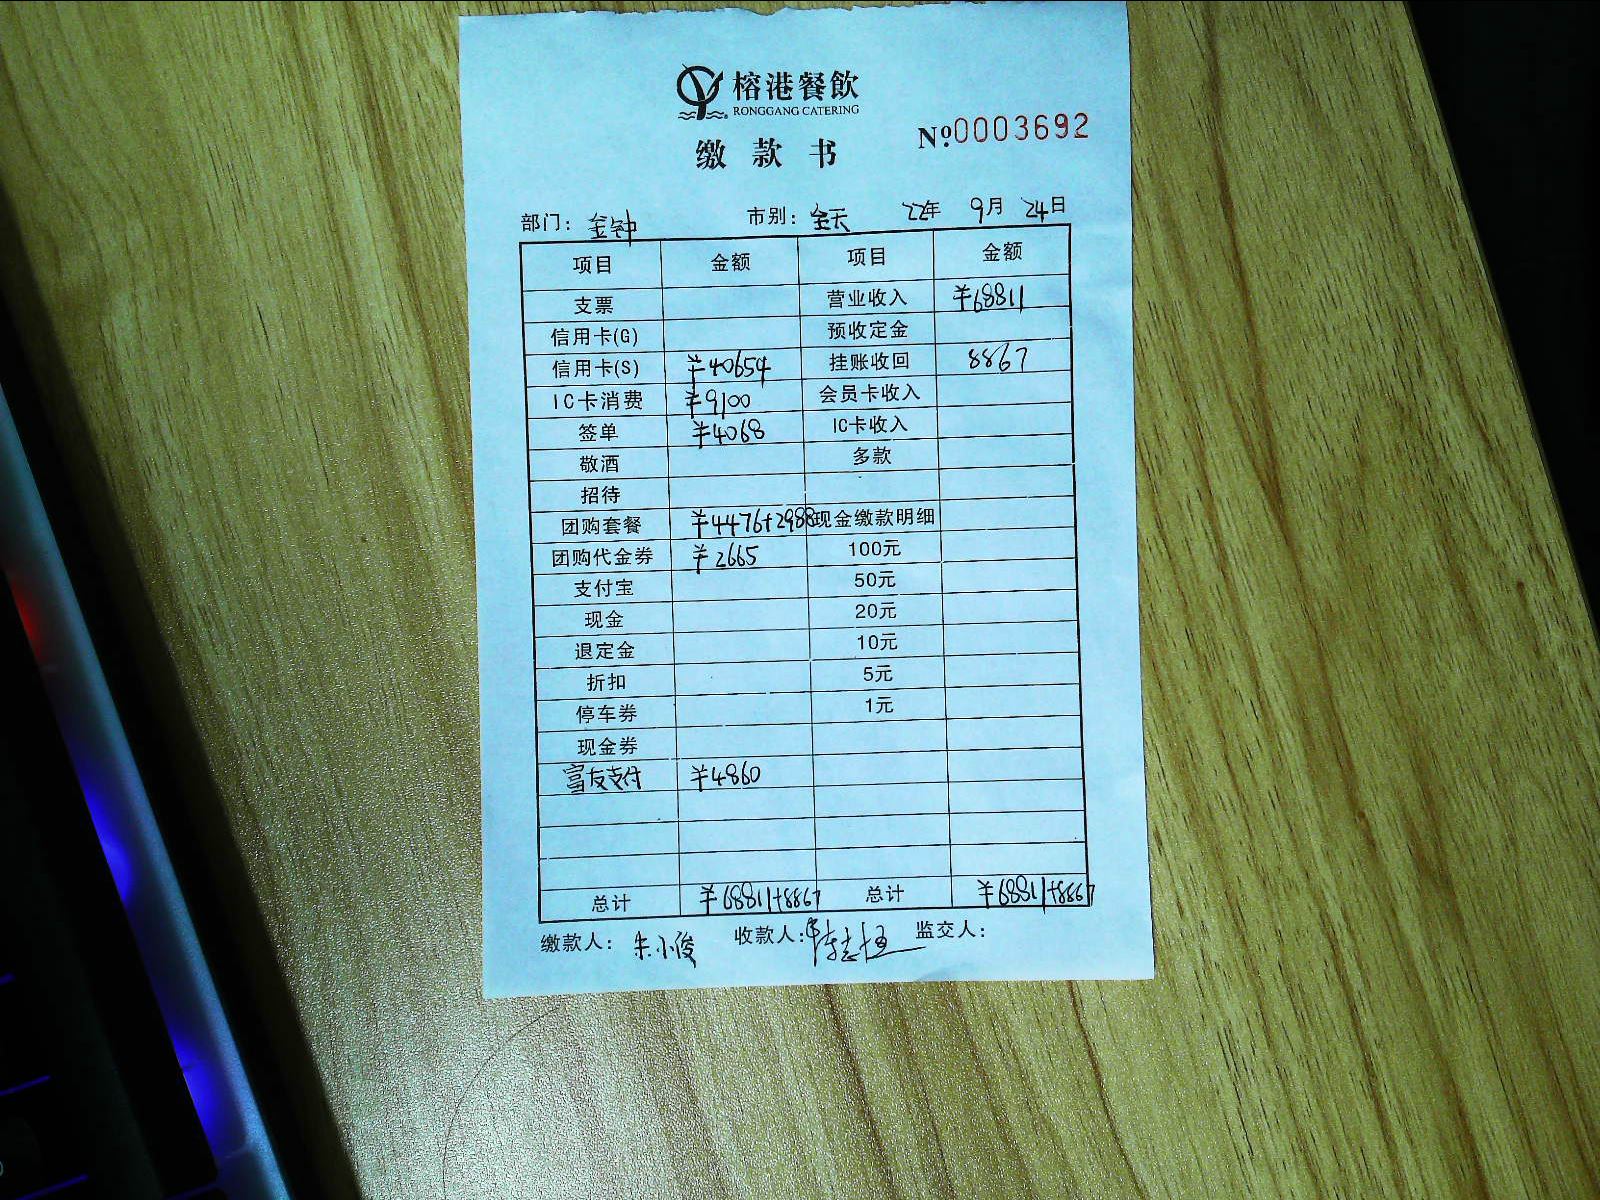 榕港餐飲
RONGGANG CATERING
缴款书
No.0003692
部门：金钟 市别：全天 22年 9月 24日
项目 金额 项目 金额
支票 营业收入 ¥68811
信用卡(G) 预收定金
信用卡(S) ¥40654 挂账收回 8867
IC卡消费 ¥9100 会员卡收入
签单 ¥4068 IC卡收入
敬酒 多款
招待
团购套餐 ¥4476+2988 现金缴款明细
团购代金券 ¥2665 100元
支付宝 50元
现金 20元
退定金 10元
折扣 5元
停车券 1元
现金券
富友支付 ¥4860
总计 ¥68811+8867 总计 ¥68811+8867
缴款人：朱小俊 收款人： 监交人：